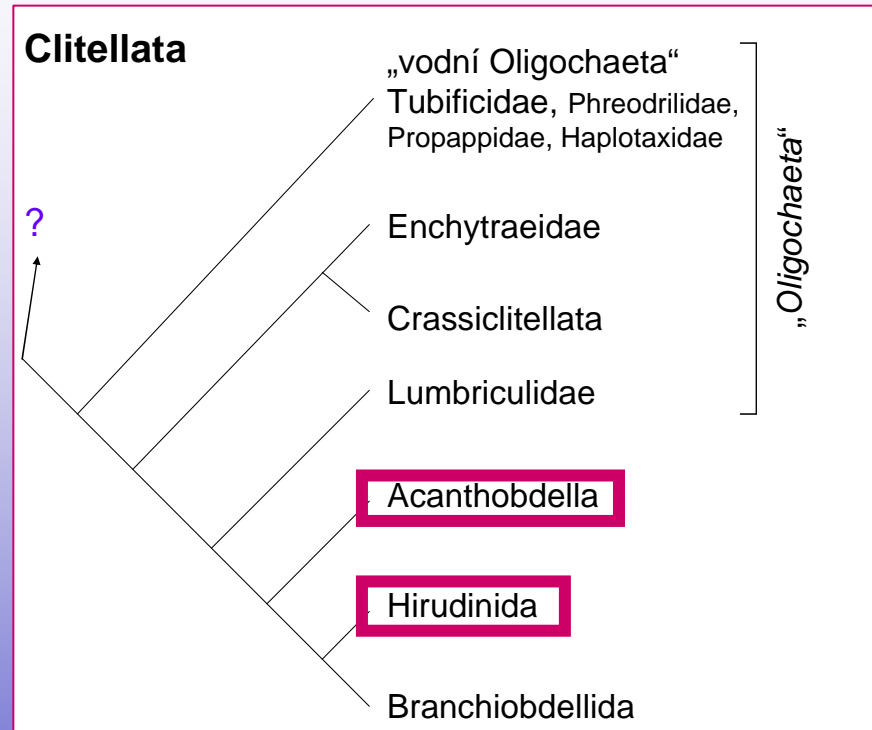 Clitellata
„vodní Oligochaeta“
Tubificidae, Phreodrilidae,
Propappidae, Haplotaxidae
„Oligochaeta“
?
Enchytraeidae
Crassiclitellata
Lumbriculidae
Acanthobdella
Hirudinida
Branchiobdellida